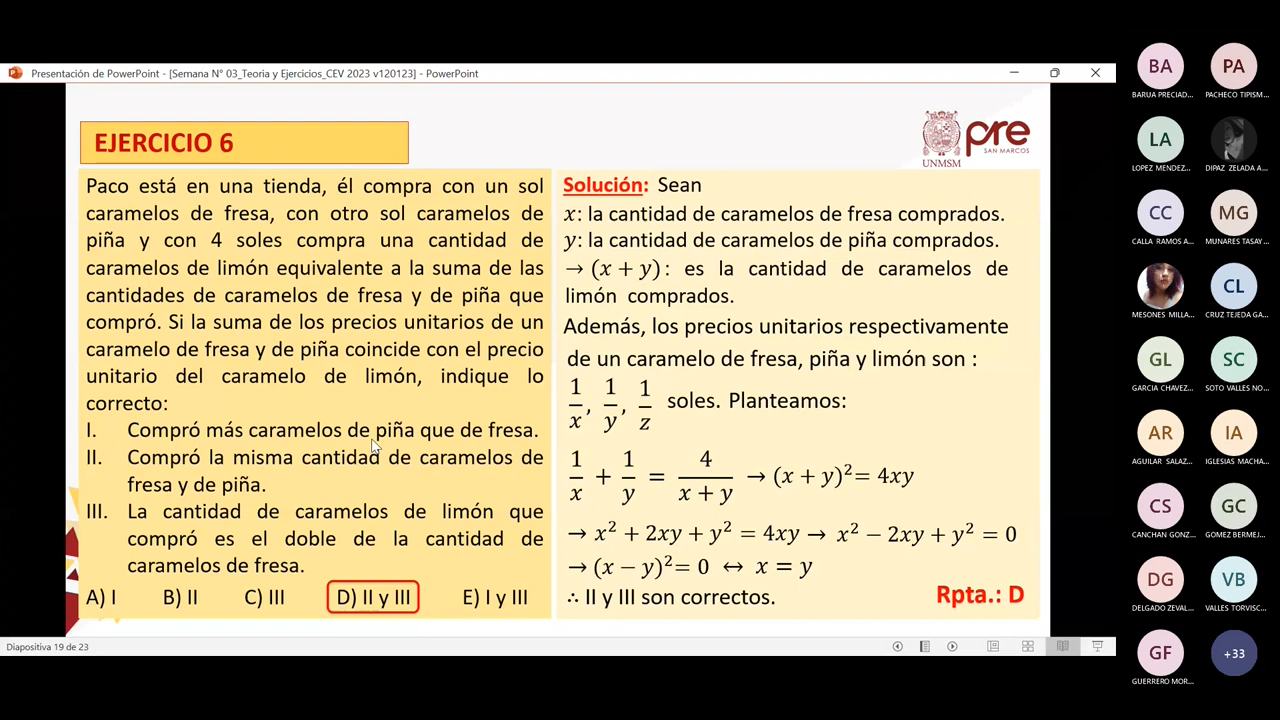 Presentación de PowerPoint - [Semana N° 03_Teoria y Ejercicios_CEV 2023 v120123] - PowerPoint
EJERCICIO 6
UNMSM
pre
SAN MARCOS
Paco está en una tienda, él compra con un sol
caramelos de fresa, con otro sol caramelos de
piña y con 4 soles compra una cantidad de
caramelos de limón equivalente a la suma de las
cantidades de caramelos de fresa y de piña que
compró. Si la suma de los precios unitarios de un
caramelo de fresa y de piña coincide con el precio
unitario del caramelo de limón, indique lo
correcto:
I. Compró más caramelos de piña que de fresa.
II. Compró la misma cantidad de caramelos de
fresa y de piña.
III. La cantidad de caramelos de limón que
compró es el doble de la cantidad de
caramelos de fresa.
A) I B) II C) III D) II y III E) I y III
Solución: Sean
x: la cantidad de caramelos de fresa comprados.
y: la cantidad de caramelos de piña comprados.
→ (x + y): es la cantidad de caramelos de
limón comprados.
Además, los precios unitarios respectivamente
de un caramelo de fresa, piña y limón son :
1/x, 1/y, 1/z soles. Planteamos:
1/x + 1/y = 4/(x + y) → (x + y)² = 4xy
→ x² + 2xy + y² = 4xy → x² − 2xy + y² = 0
→ (x − y)² = 0 ↔ x = y
∴ II y III son correctos.
Rpta.: D
Diapositiva 19 de 23
BA
BARUA PRECIAD...
PA
PACHECO TIPISM...
LA
LOPEZ MENDEZ...
DIPAZ ZELADA A...
CC
CALLA RAMOS A...
MG
MUNARES TASAY...
MESONES MILLA...
CL
CRUZ TEJEDA GA...
GL
GARCIA CHAVEZ...
SC
SOTO VALLES NO...
AR
AGUILAR SALAZ...
IA
IGLESIAS MACHA...
CS
CANCHAN GONZ...
GC
GOMEZ BERMEJ...
DG
DELGADO ZEVAL...
VB
VALLES TORVISC...
GF
GUERRERO MOR...
+33